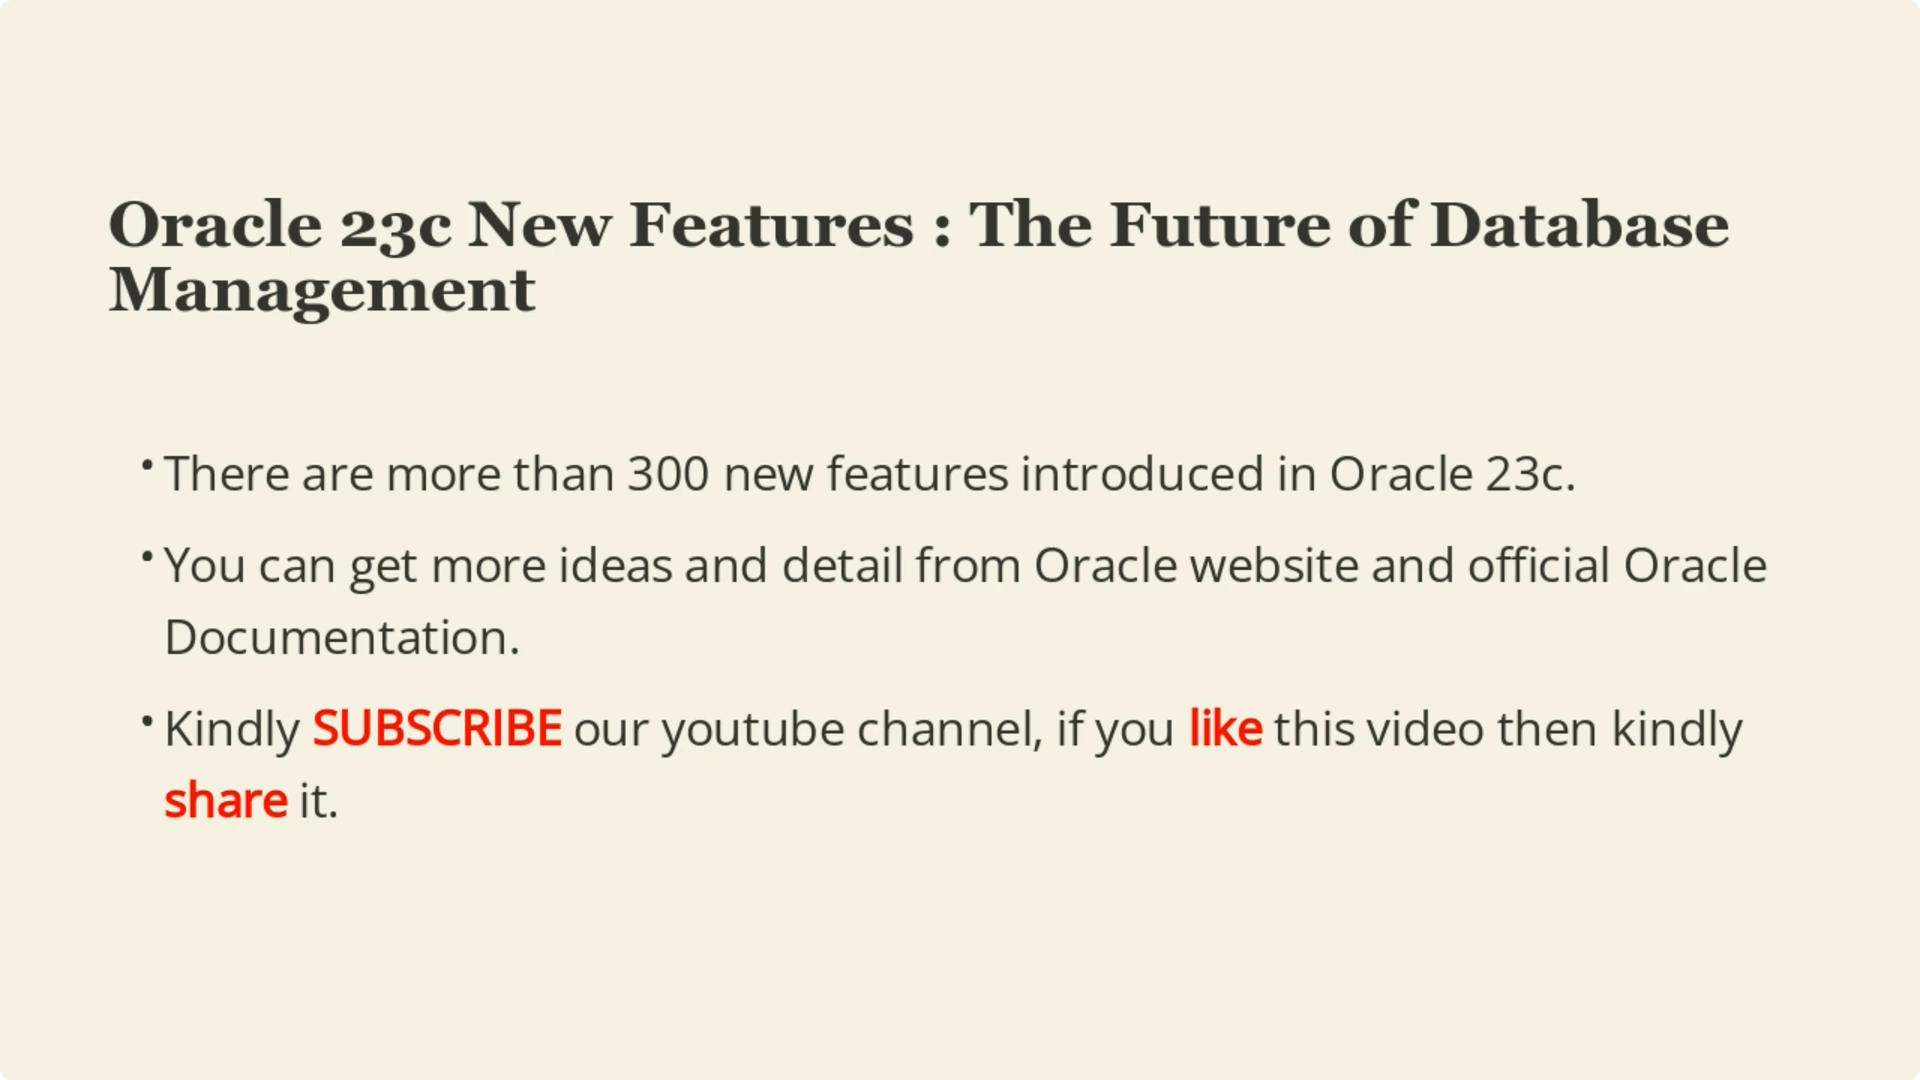 Oracle 23c New Features : The Future of Database
Management
• There are more than 300 new features introduced in Oracle 23c.
• You can get more ideas and detail from Oracle website and official Oracle
Documentation.
• Kindly SUBSCRIBE our youtube channel, if you like this video then kindly
share it.